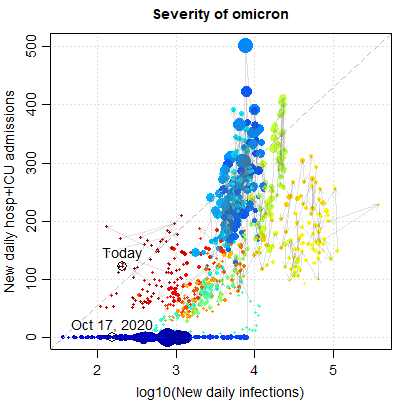 Severity of omicron
New daily hosp+ICU admissions
500
400
300
200
100
0
Today
Oct 17, 2020
2
3
4
5
log10(New daily infections)